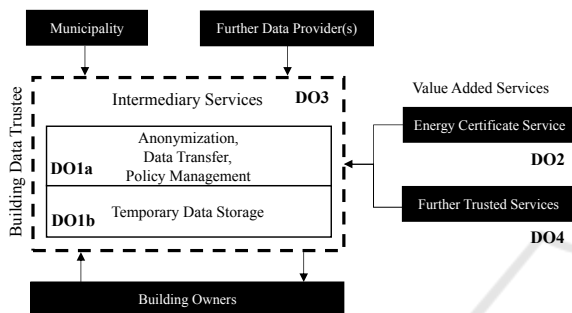 Municipality
Further Data Provider(s)
Building Data Trustee
Intermediary Services
DO3
Anonymization,
Data Transfer,
Policy Management
DO1a
DO1b
Temporary Data Storage
Value Added Services
Energy Certificate Service
DO2
Further Trusted Services
DO4
Building Owners